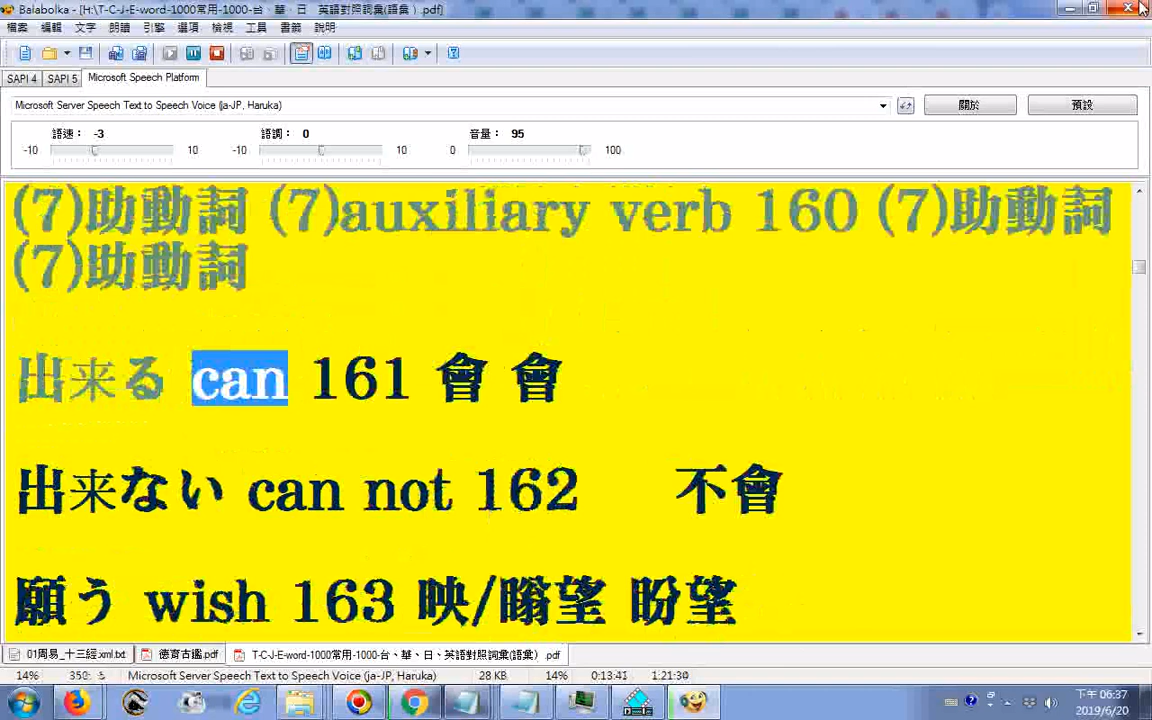 Balabolka - [H:\T-C-J-E-word-1000常用-1000-台、華、日、英語對照詞彙(語彙).pdf]
檔案 編輯 文字 朗讀 引擎 選項 檢視 工具 書籤 說明
SAPI 4 SAPI 5 Microsoft Speech Platform
Microsoft Server Speech Text to Speech Voice (ja-JP, Haruka) 關於 預設
語速： -3 語調： 0 音量： 95
-10 10 -10 10 0 100
(7)助動詞 (7)auxiliary verb 160 (7)助動詞
(7)助動詞
出来る can 161 會 會
出来ない can not 162 不會
願う wish 163 映/嗡望 盼望
01周易_十三經.xml.txt 德育古鑑.pdf T-C-J-E-word-1000常用-1000-台、華、日、英語對照詞彙(語彙) .pdf
14% Microsoft Server Speech Text to Speech Voice (ja-JP, Haruka) 14% 28 KB 0:13:41 1:21:30
下午 06:37
2019/6/20